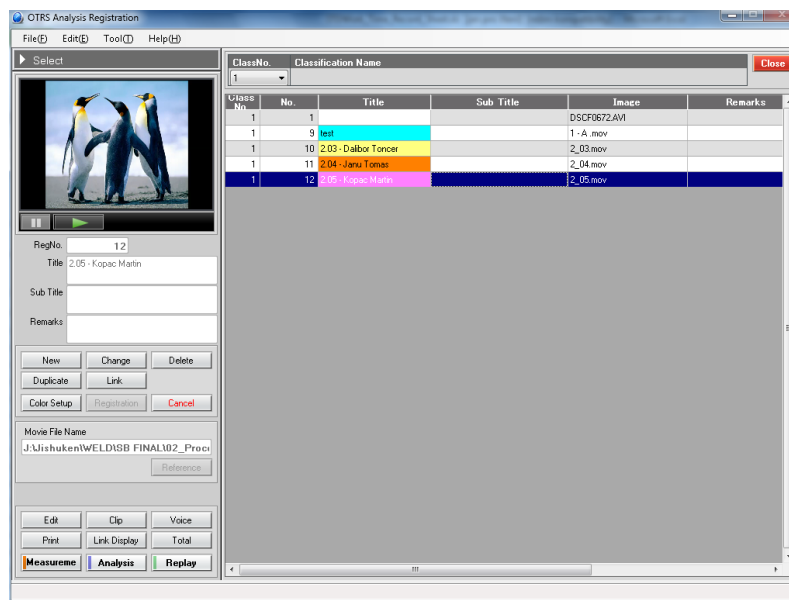 OTRS Analysis Registration
File(F) Edit(E) Tool(T) Help(H)
Select
ClassNo. Classification Name
1
Close
Class No. No. Title Sub Title Image Remarks
1 1 DSCF0672.AVI
1 9 test 1 - A .mov
1 10 2.03 - Dalibor Toncer 2_03.mov
1 11 2.04 - Janu Tomas 2_04.mov
1 12 2.05 - Kopac Martin 2_05.mov
RegNo. 12
Title 2.05 - Kopac Martin
Sub Title
Remarks
New Change Delete
Duplicate Link
Color Setup Registration Cancel
Movie File Name
J:\Jishuken\WELD\SB FINAL\02_Proc
Reference
Edit Clip Voice
Print Link Display Total
Measureme Analysis Replay